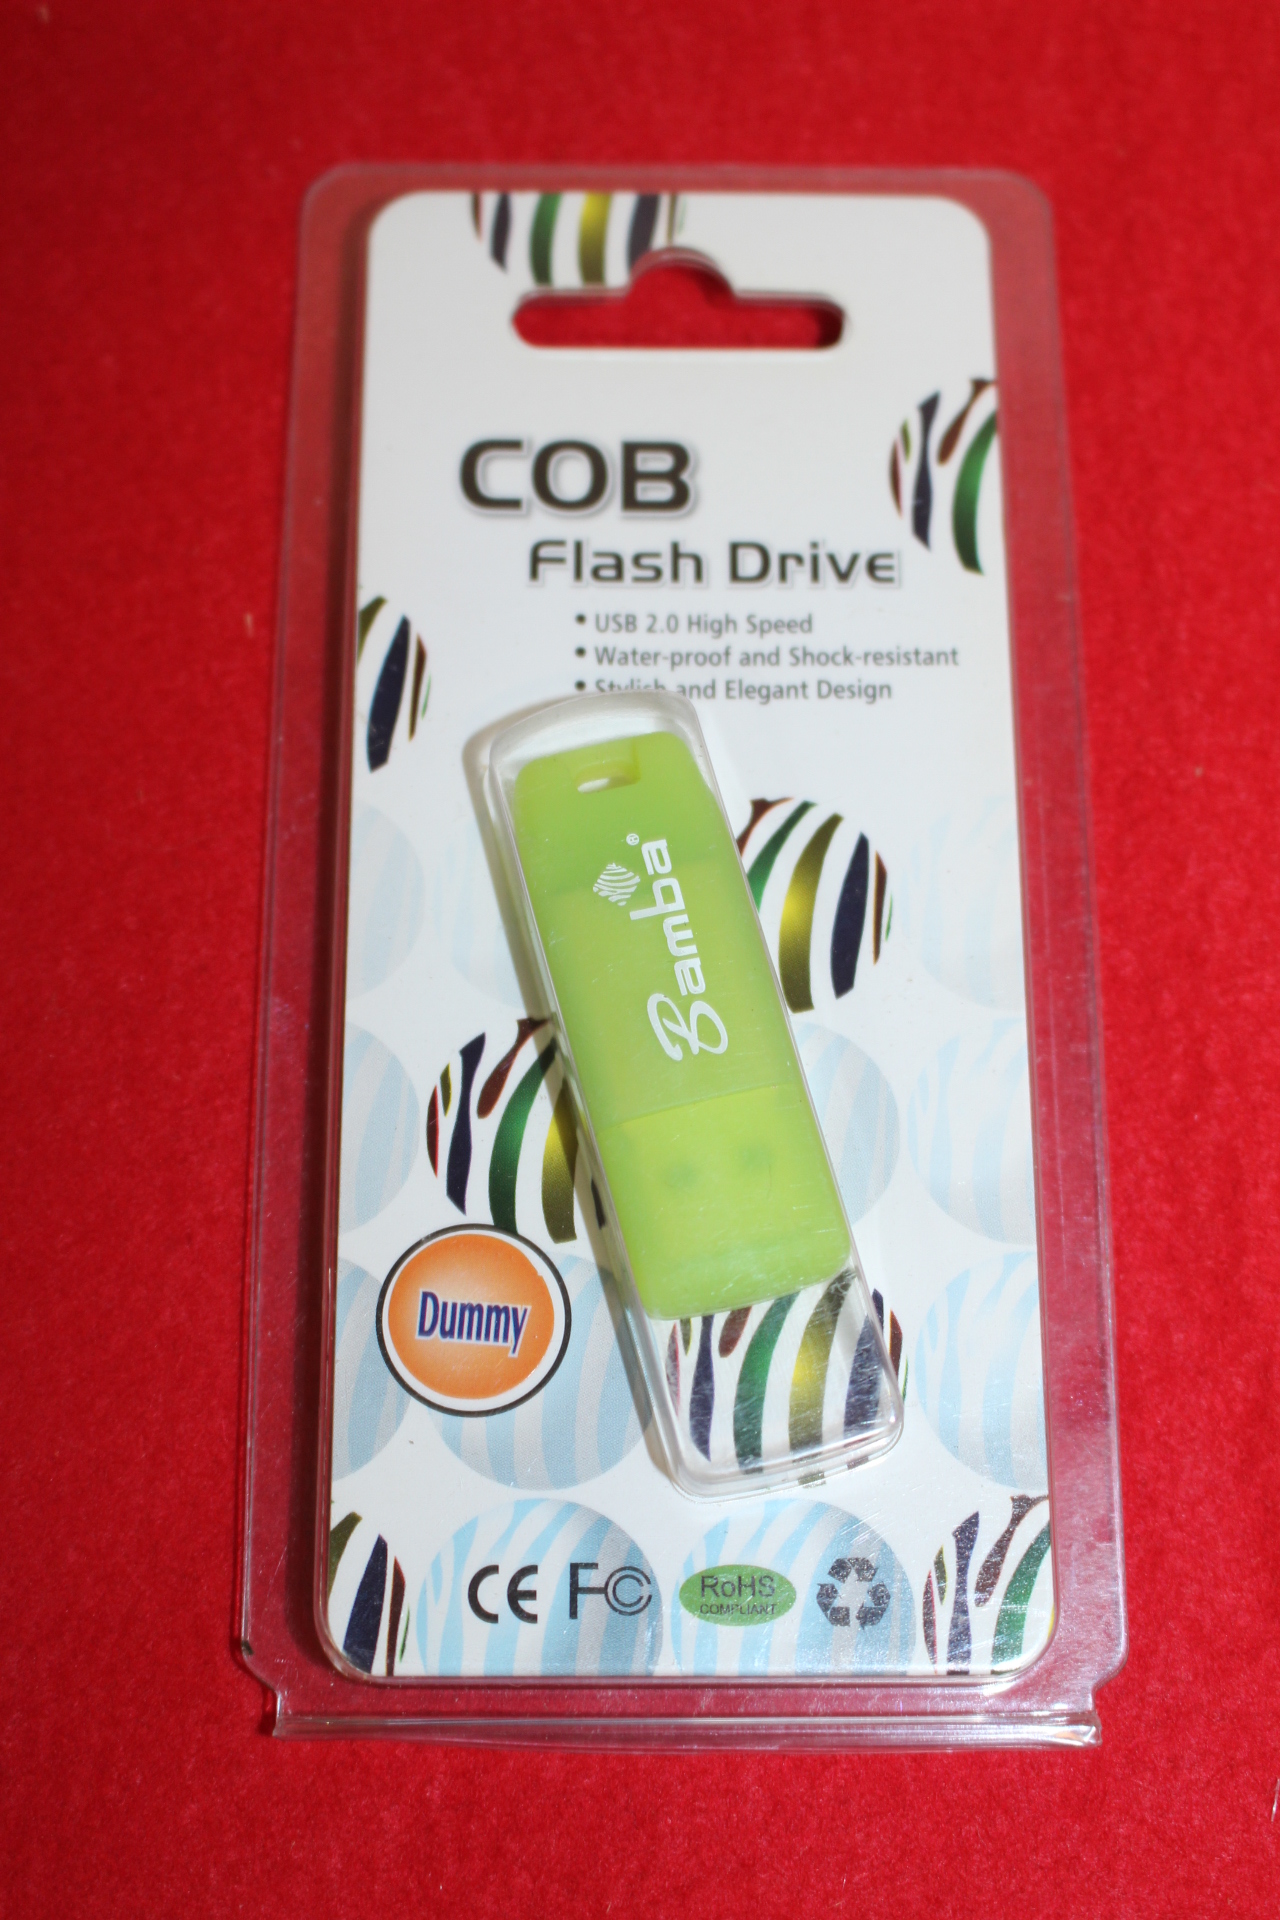 COB
Flash Drive
• USB 2.0 High Speed
• Water-proof and Shock-resistant
• Stylish and Elegant Design
Bamba®
Dummy
CE FC RoHS
COMPLIANT